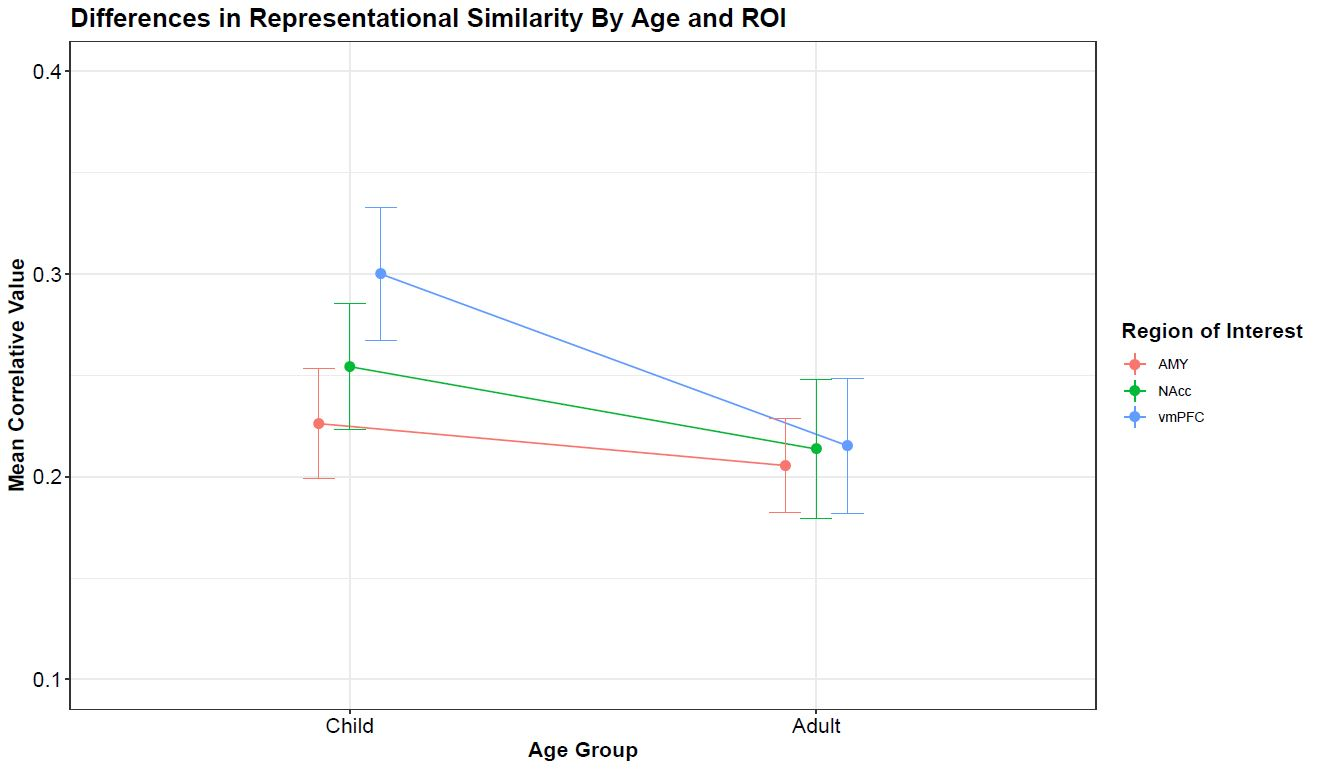 Differences in Representational Similarity By Age and ROI
Mean Correlative Value
0.4
0.3
0.2
0.1
Child
Adult
Age Group
Region of Interest
AMY
NAcc
vmPFC